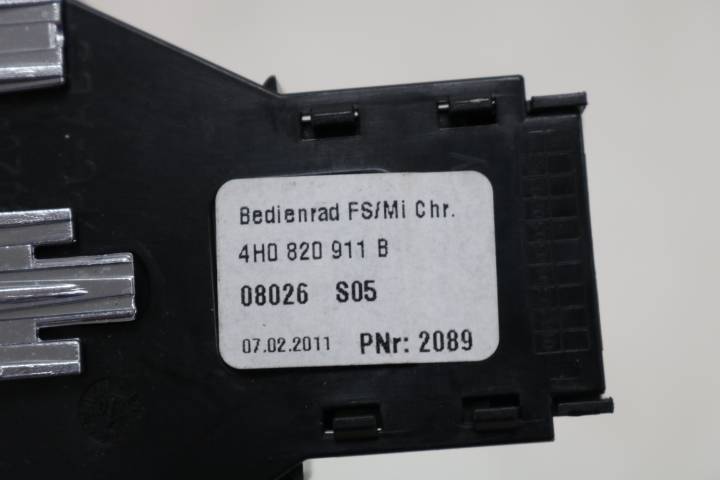 Bedienrad FS/Mi Chr.
4H0 820 911 B
08026 S05
07.02.2011 PNr: 2089